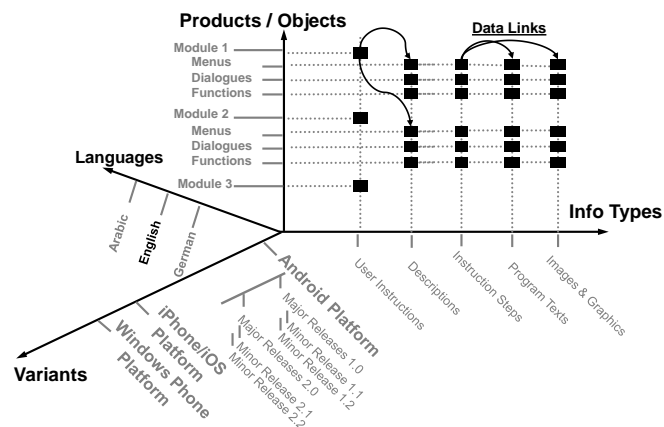 Products / Objects
Data Links
Module 1
Menus
Dialogues
Functions
Module 2
Menus
Dialogues
Functions
Module 3
Languages
Arabic
English
German
Info Types
User Instructions
Descriptions
Instruction Steps
Program Texts
Images & Graphics
Android Platform
Major Releases 1.0
Minor Release 1.1
Minor Release 1.2
Major Releases 2.0
Minor Release 2.1
Minor Release 2.2
iPhone/iOS
Platform
Windows Phone
Platform
Variants